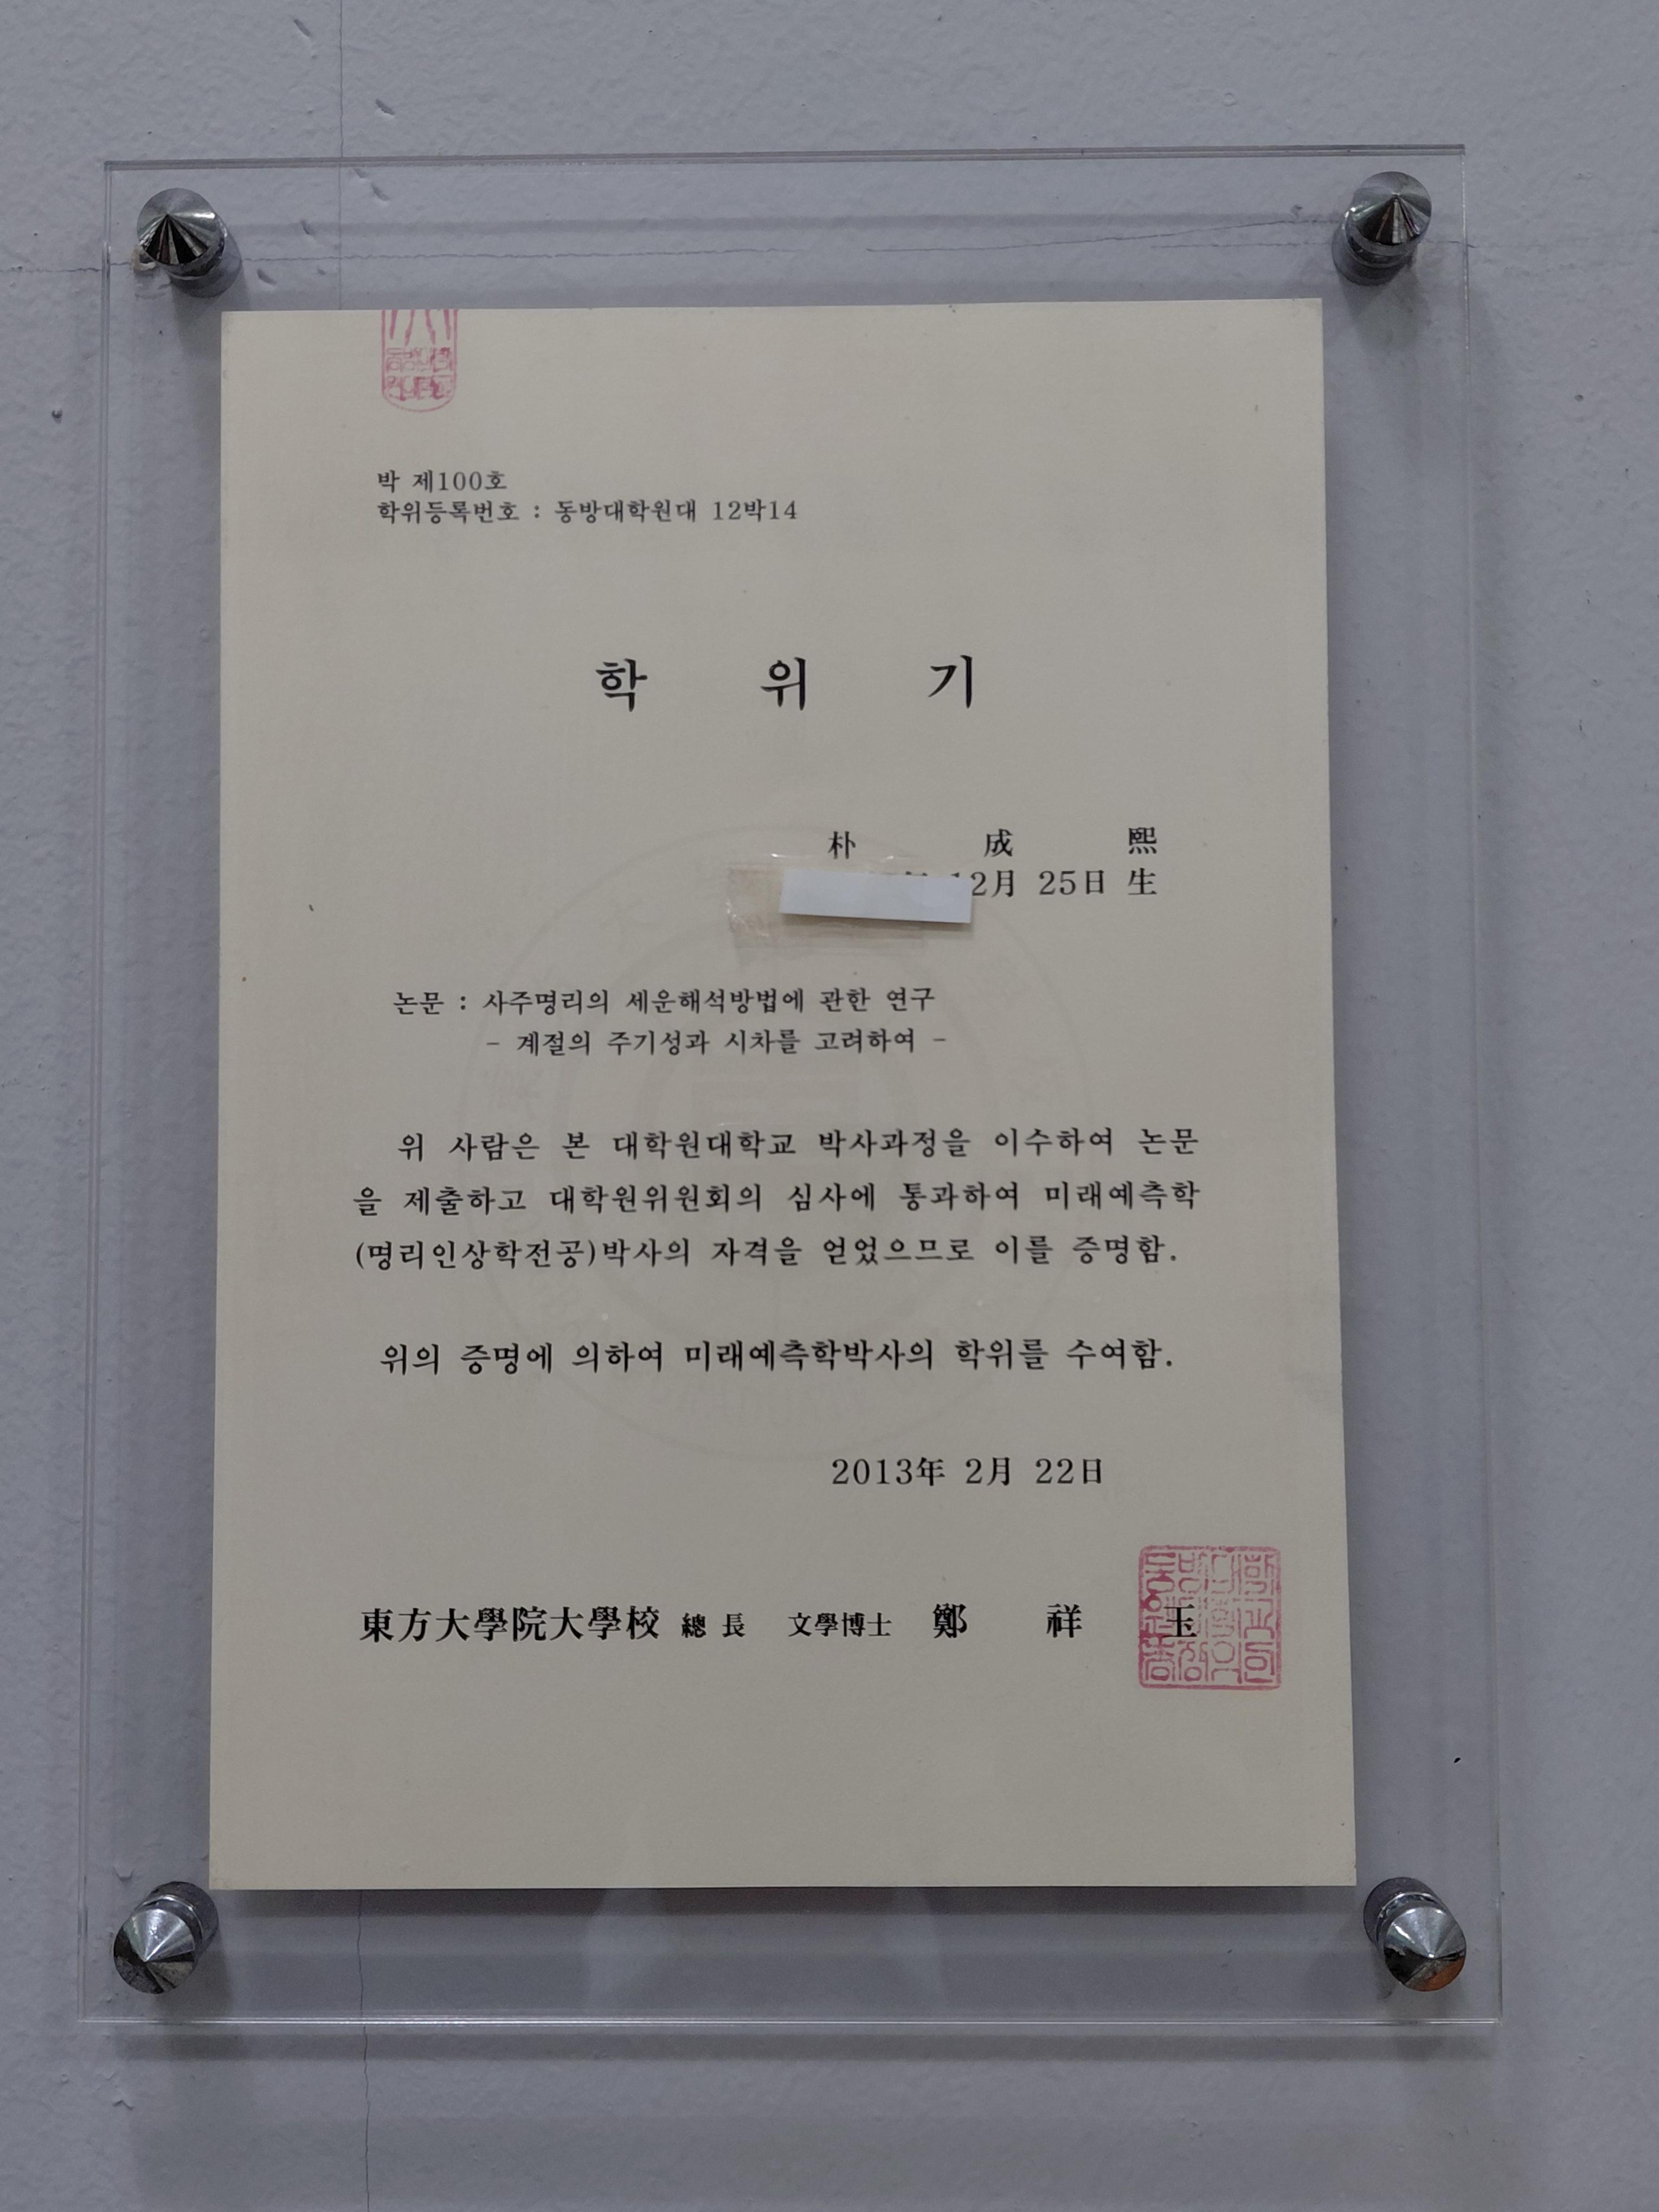 박 제100호
학위등록번호 : 동방대학원대 12박14
학 위 기
朴 成 熙
12月 25日 生
논문 : 사주명리의 세운해석방법에 관한 연구
- 계절의 주기성과 시차를 고려하여 -
위 사람은 본 대학원대학교 박사과정을 이수하여 논문
을 제출하고 대학원위원회의 심사에 통과하여 미래예측학
(명리인상학전공)박사의 자격을 얻었으므로 이를 증명함.
위의 증명에 의하여 미래예측학박사의 학위를 수여함.
2013年 2月 22日
東方大學院大學校 總長 文學博士 鄭 祥 玉